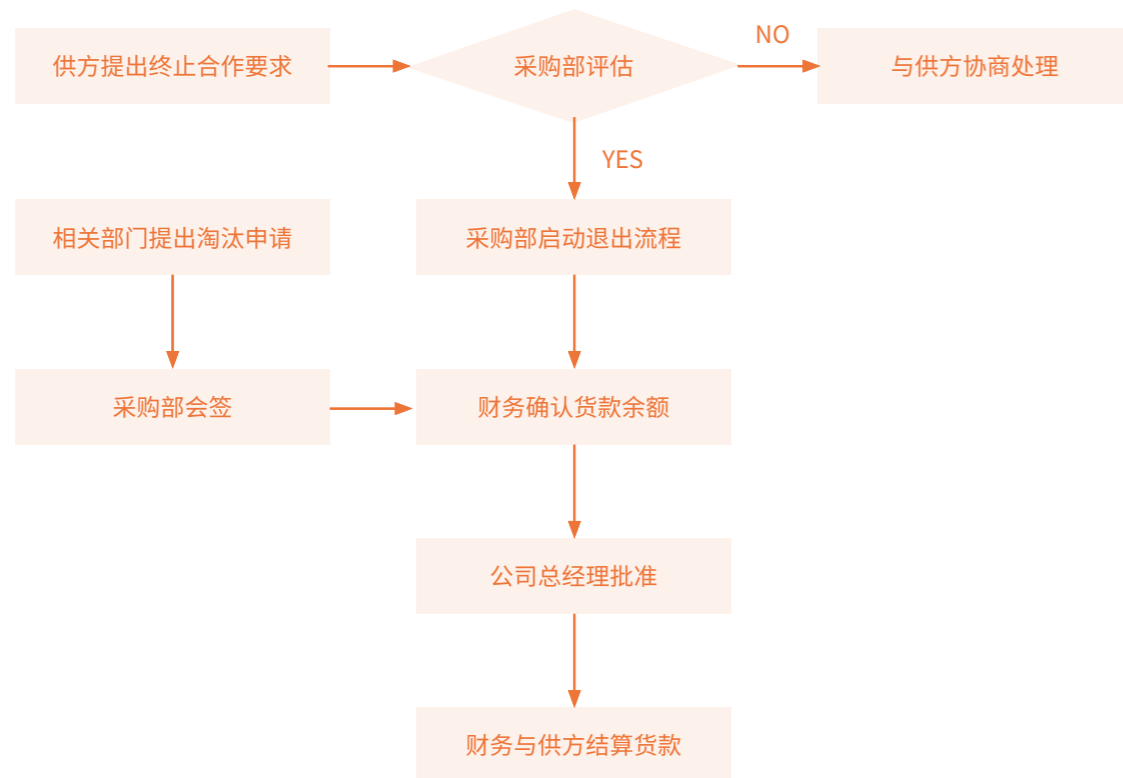 供方提出终止合作要求
采购部评估
NO
与供方协商处理
YES
相关部门提出淘汰申请
采购部启动退出流程
采购部会签
财务确认货款余额
公司总经理批准
财务与供方结算货款